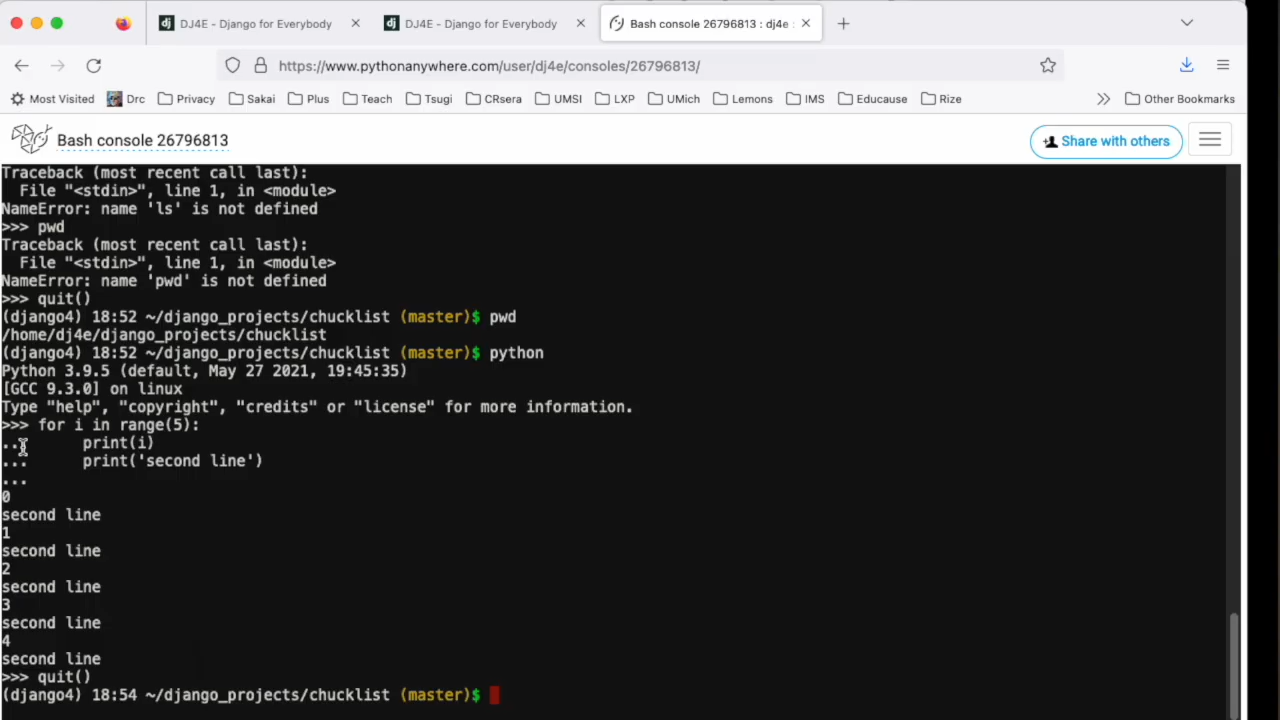 DJ4E - Django for Everybody
DJ4E - Django for Everybody
Bash console 26796813 : dj4e :
https://www.pythonanywhere.com/user/dj4e/consoles/26796813/
Most Visited Drc Privacy Sakai Plus Teach Tsugi CRsera UMSI LXP UMich Lemons IMS Educause Rize Other Bookmarks
Bash console 26796813
Share with others
Traceback (most recent call last):
  File "<stdin>", line 1, in <module>
NameError: name 'ls' is not defined
>>> pwd
Traceback (most recent call last):
  File "<stdin>", line 1, in <module>
NameError: name 'pwd' is not defined
>>> quit()
(django4) 18:52 ~/django_projects/chucklist (master)$ pwd
/home/dj4e/django_projects/chucklist
(django4) 18:52 ~/django_projects/chucklist (master)$ python
Python 3.9.5 (default, May 27 2021, 19:45:35)
[GCC 9.3.0] on linux
Type "help", "copyright", "credits" or "license" for more information.
>>> for i in range(5):
...      print(i)
...      print('second line')
...
0
second line
1
second line
2
second line
3
second line
4
second line
>>> quit()
(django4) 18:54 ~/django_projects/chucklist (master)$